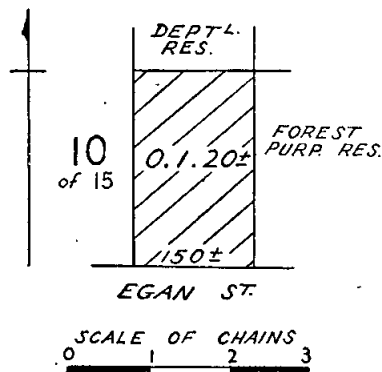 DEPT'L.
RES.
10
of 15
0.1.20±
FOREST
PURP. RES.
150±
EGAN ST.
SCALE OF CHAINS
0 1 2 3